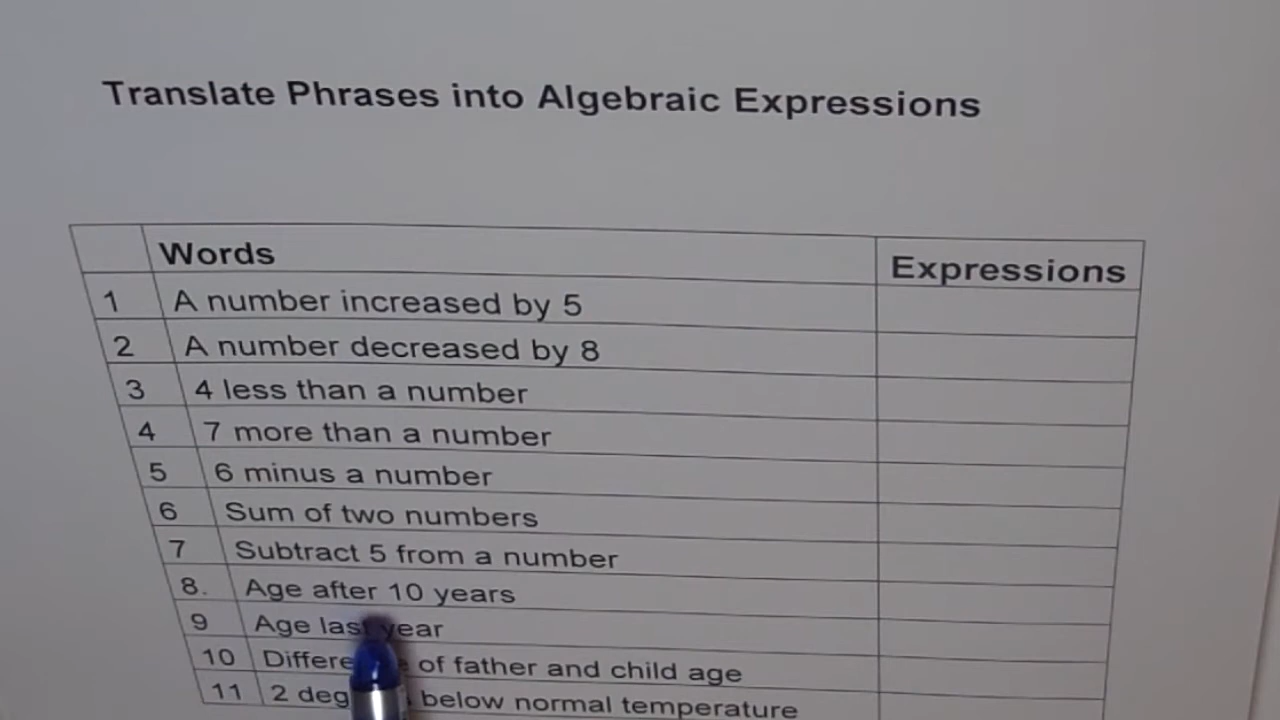 Translate Phrases into Algebraic Expressions
Words Expressions
1 A number increased by 5
2 A number decreased by 8
3 4 less than a number
4 7 more than a number
5 6 minus a number
6 Sum of two numbers
7 Subtract 5 from a number
8. Age after 10 years
9 Age last year
10 of father and child age
11 2 below normal temperature